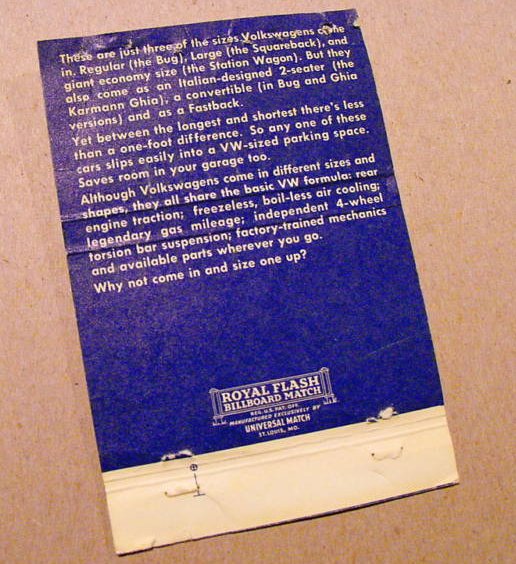 These are just three of the sizes Volkswagens come
in. Regular (the Bug), Large (the Squareback), and
giant economy size (the Station Wagon). But they
also come as an Italian-designed 2-seater (the
Karmann Ghia), a convertible (in Bug and Ghia
versions) and as a Fastback.
Yet between the longest and shortest there's less
than a one-foot difference. So any one of these
cars slips easily into a VW-sized parking space.
Saves room in your garage too.
Although Volkswagens come in different sizes and
shapes, they all share the basic VW formula: rear
engine traction; freezeless, boil-less air cooling;
legendary gas mileage; independent 4-wheel
torsion bar suspension; factory-trained mechanics
and available parts wherever you go.
Why not come in and size one up?
ROYAL FLASH
BILLBOARD MATCH
REG. U.S. PAT. OFF.
MANUFACTURED EXCLUSIVELY BY
UNIVERSAL MATCH
ST. LOUIS, MO.